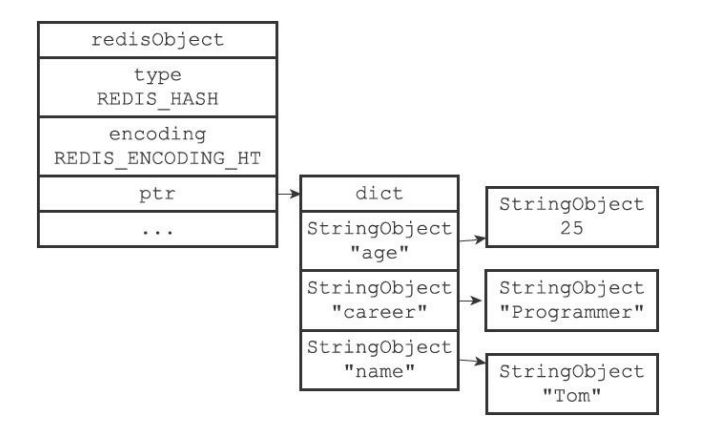 redisObject
type
REDIS_HASH
encoding
REDIS_ENCODING_HT
ptr
...
dict
StringObject
"age"
StringObject
"career"
StringObject
"name"
StringObject
25
StringObject
"Programmer"
StringObject
"Tom"